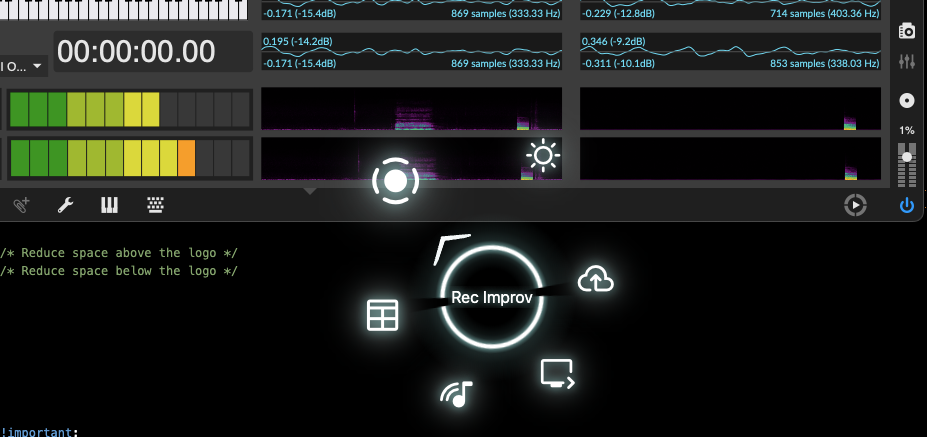 -0.171 (-15.4dB) 869 samples (333.33 Hz)
-0.229 (-12.8dB) 714 samples (403.36 Hz)
I O...
00:00:00.00
0.195 (-14.2dB)
-0.171 (-15.4dB) 869 samples (333.33 Hz)
0.346 (-9.2dB)
-0.311 (-10.1dB) 853 samples (338.03 Hz)
1%
/* Reduce space above the logo */
/* Reduce space below the logo */
Rec Improv
!important;